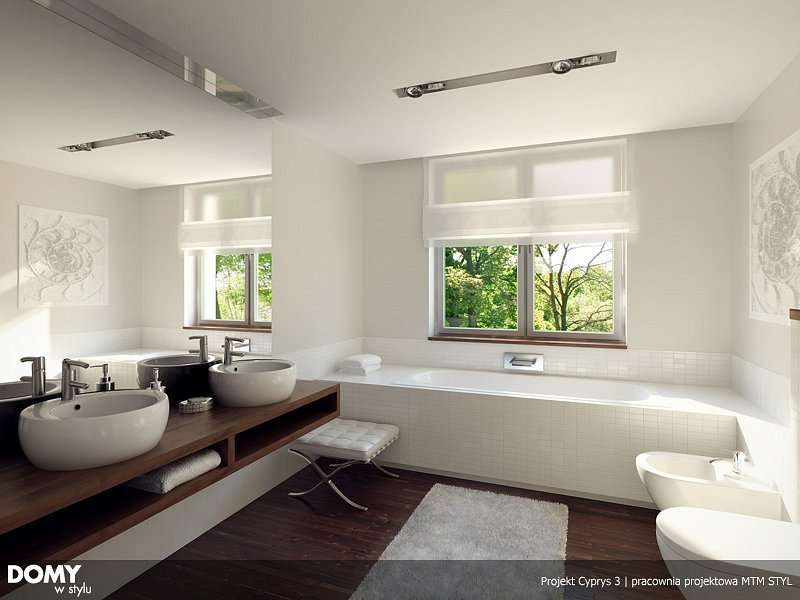 DOMY
w stylu
Projekt Cyprys 3 | pracownia projektowa MTM STYL